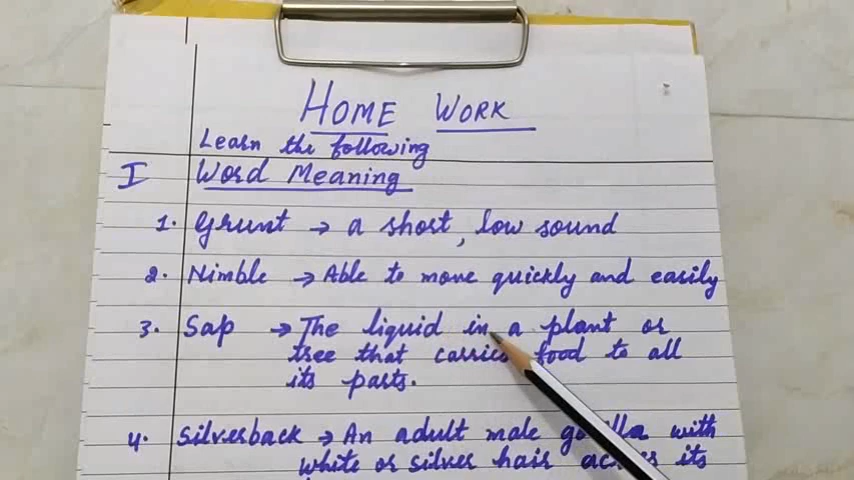 HOME WORK
Learn the following
I Word Meaning
1. Grunt → a short, low sound
2. Nimble → Able to move quickly and easily
3. Sap → The liquid in a plant or
tree that carries food to all
its parts.
4. Silverback → An adult male gorilla with
white or silver hair across its